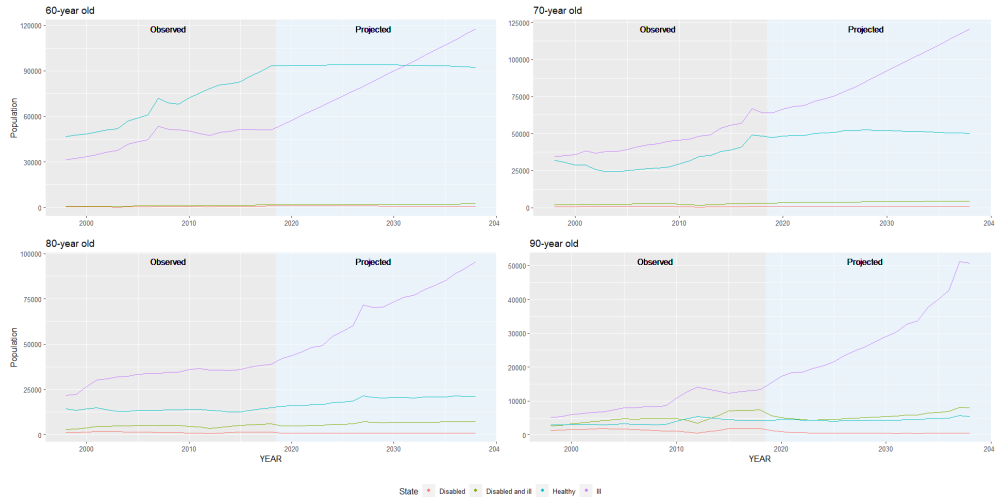 60-year old
Observed
Projected
120000
90000
60000
30000
0
Population
2000
2010
2020
2030
204
70-year old
Observed
Projected
125000
100000
75000
50000
25000
0
2000
2010
2020
2030
204
80-year old
Observed
Projected
100000
75000
50000
25000
0
Population
2000
2010
2020
2030
204
YEAR
90-year old
Observed
Projected
50000
40000
30000
20000
10000
0
2000
2010
2020
2030
204
YEAR
State Disabled Disabled and ill Healthy Ill